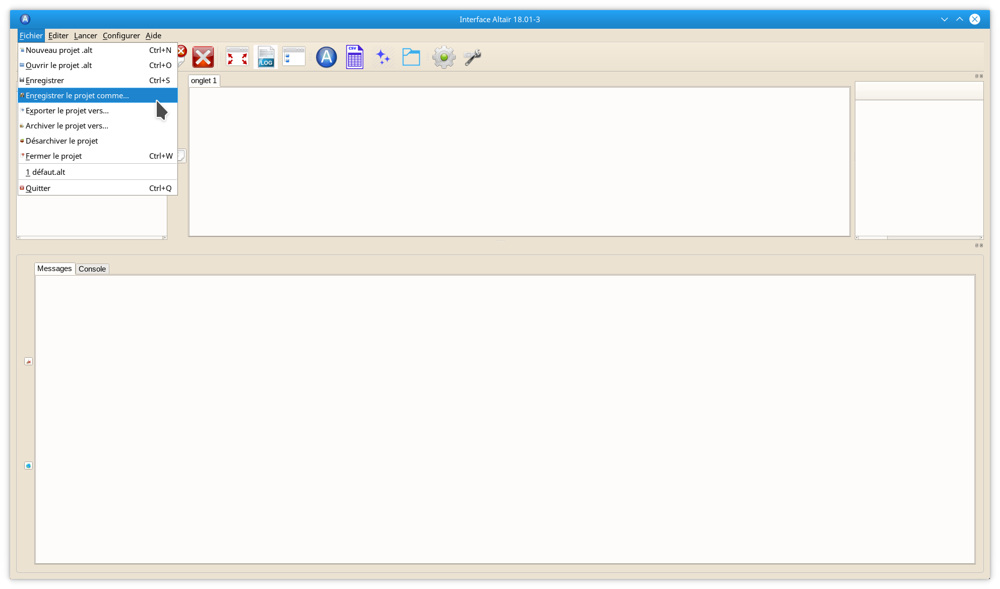 Interface Altaïr 18.01-3
Fichier Editer Lancer Configurer Aide
Nouveau projet .alt Ctrl+N
Ouvrir le projet .alt Ctrl+O
Enregistrer Ctrl+S
Enregistrer le projet comme...
Exporter le projet vers...
Archiver le projet vers...
Désarchiver le projet
Fermer le projet Ctrl+W
1 défaut.alt
Quitter Ctrl+Q
LOG
A
CSV
onglet 1
Messages Console